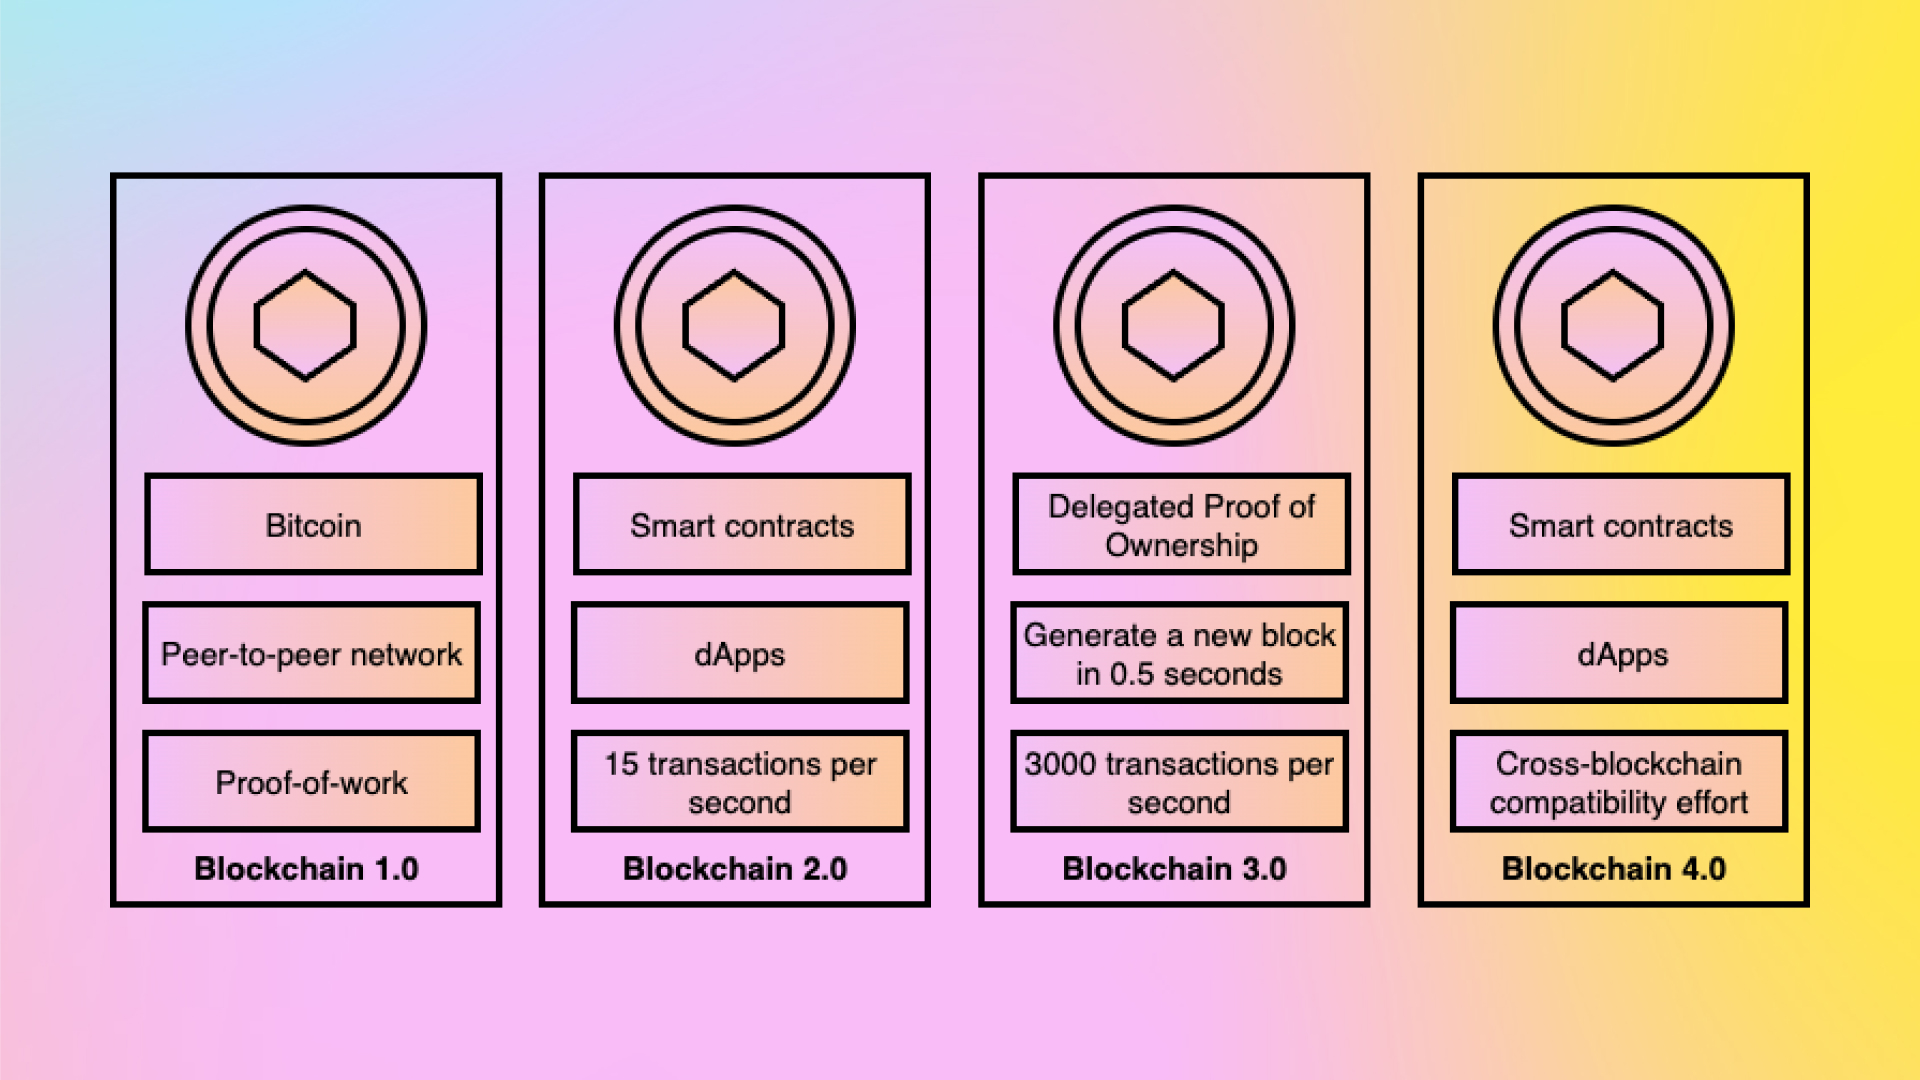 Bitcoin
Peer-to-peer network
Proof-of-work
Blockchain 1.0
Smart contracts
dApps
15 transactions per
second
Blockchain 2.0
Delegated Proof of
Ownership
Generate a new block
in 0.5 seconds
3000 transactions per
second
Blockchain 3.0
Smart contracts
dApps
Cross-blockchain
compatibility effort
Blockchain 4.0